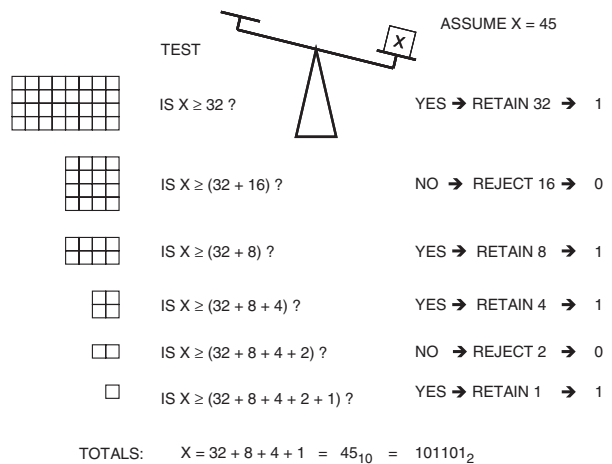 ASSUME X = 45
X
TEST
IS X ≥ 32 ? YES → RETAIN 32 → 1
IS X ≥ (32 + 16) ? NO → REJECT 16 → 0
IS X ≥ (32 + 8) ? YES → RETAIN 8 → 1
IS X ≥ (32 + 8 + 4) ? YES → RETAIN 4 → 1
IS X ≥ (32 + 8 + 4 + 2) ? NO → REJECT 2 → 0
IS X ≥ (32 + 8 + 4 + 2 + 1) ? YES → RETAIN 1 → 1
TOTALS: X = 32 + 8 + 4 + 1 = 45₁₀ = 101101₂